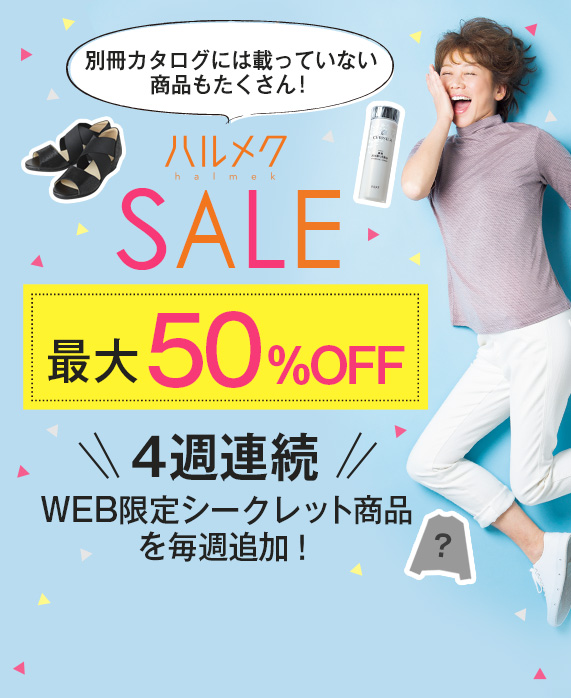 別冊カタログには載っていない
商品もたくさん!
ハルメク
halmek
SALE
最大50%OFF
4週連続
WEB限定シークレット商品
を毎週追加!
?